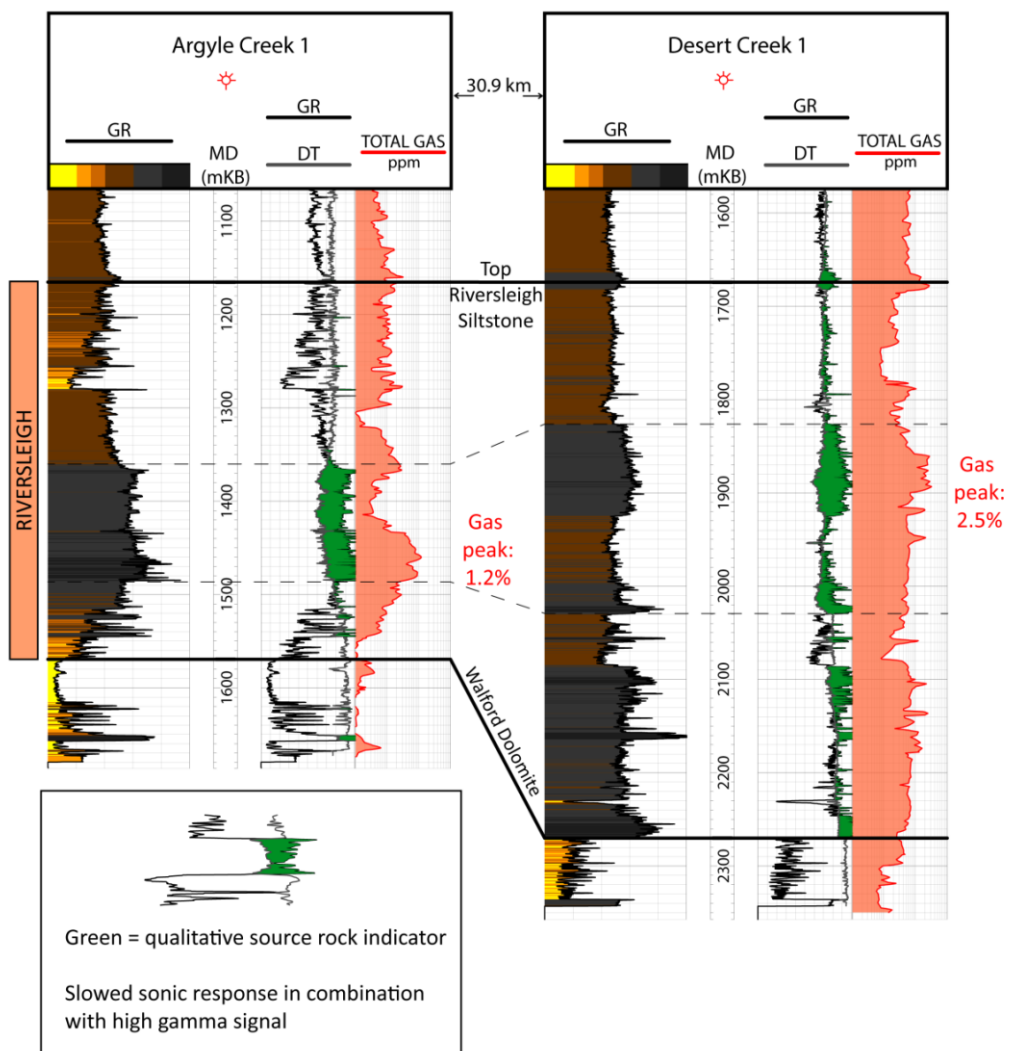 Argyle Creek 1
GR
MD
(mKB)
GR
DT
TOTAL GAS
ppm
30.9 km
Desert Creek 1
GR
MD
(mKB)
GR
DT
TOTAL GAS
ppm
RIVERSLEIGH
1100
1200
1300
1400
1500
1600
Top
Riversleigh
Siltstone
Gas
peak:
1.2%
Walford Dolomite
1600
1700
1800
1900
2000
2100
2200
2300
Gas
peak:
2.5%
Green = qualitative source rock indicator
Slowed sonic response in combination
with high gamma signal